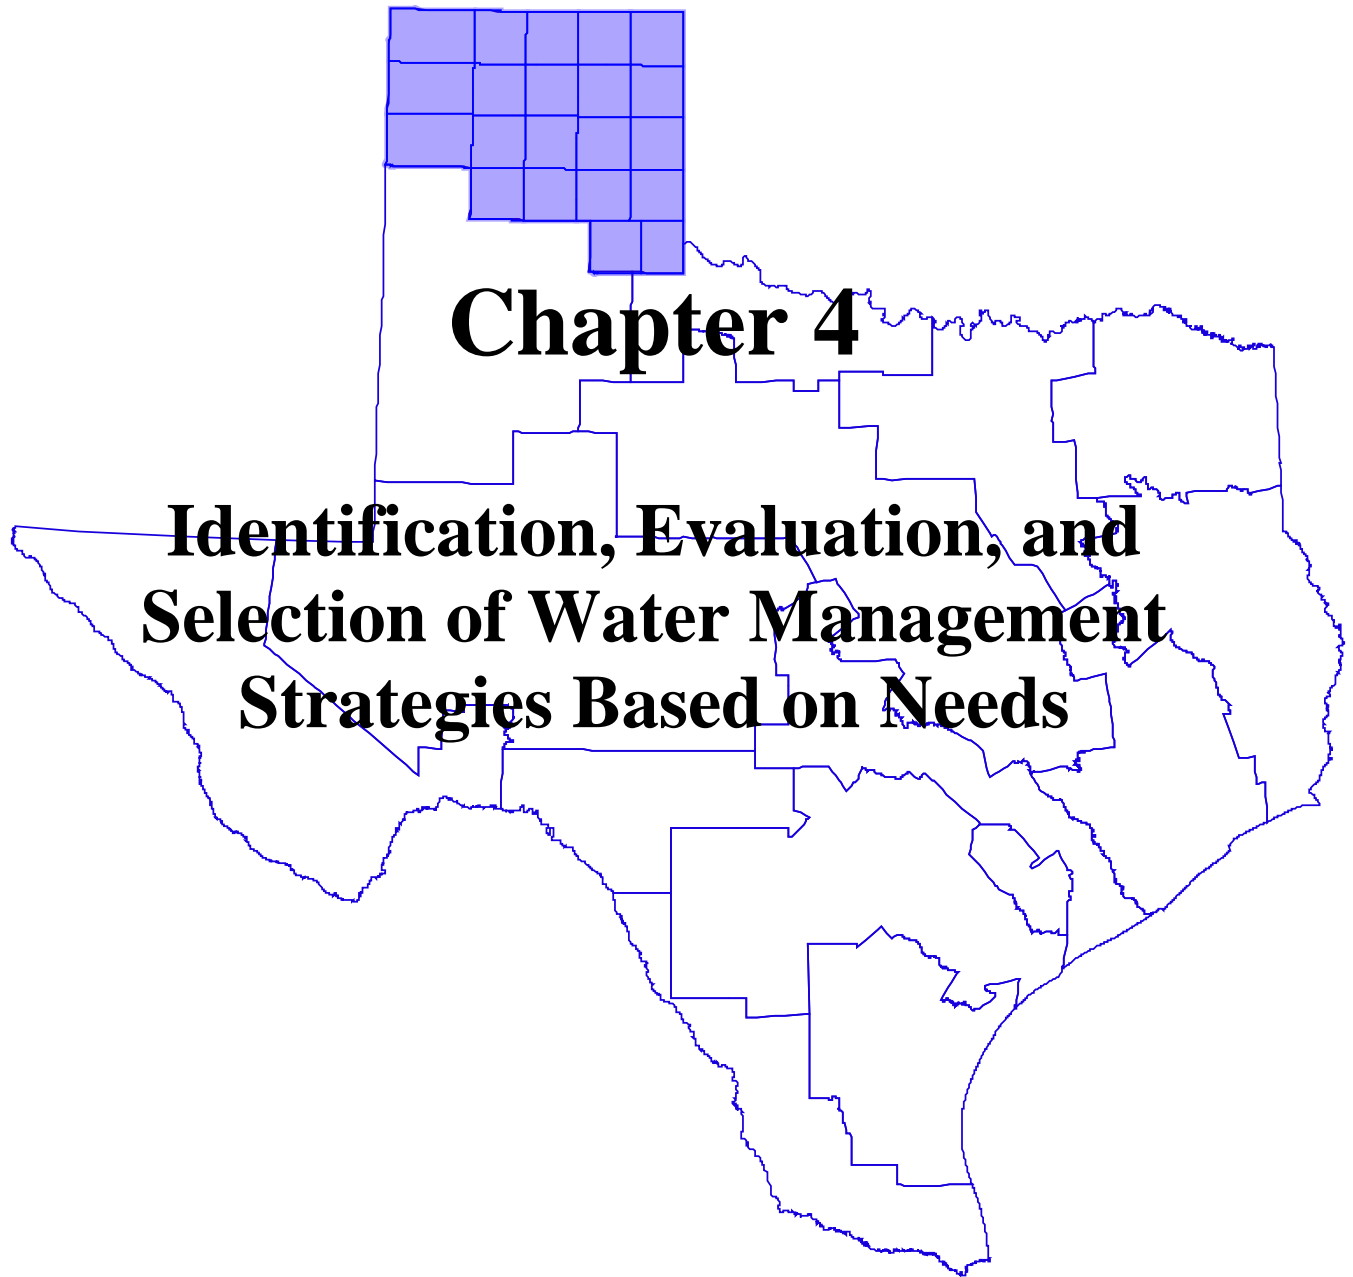 Chapter 4
Identification, Evaluation, and
Selection of Water Management
Strategies Based on Needs